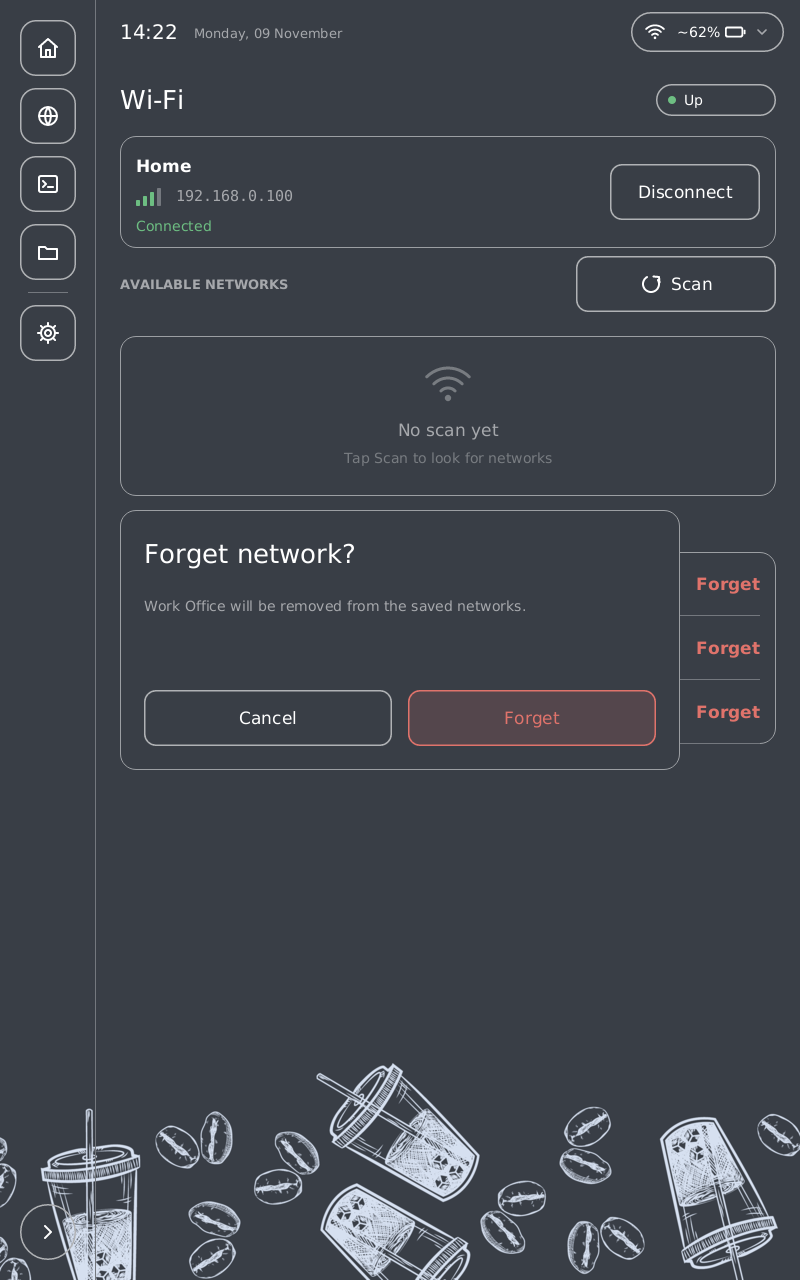 14:22 Monday, 09 November ~62%
Wi-Fi Up
Home
192.168.0.100
Connected
Disconnect
AVAILABLE NETWORKS Scan
No scan yet
Tap Scan to look for networks
Forget network?
Work Office will be removed from the saved networks.
Cancel Forget
Forget
Forget
Forget